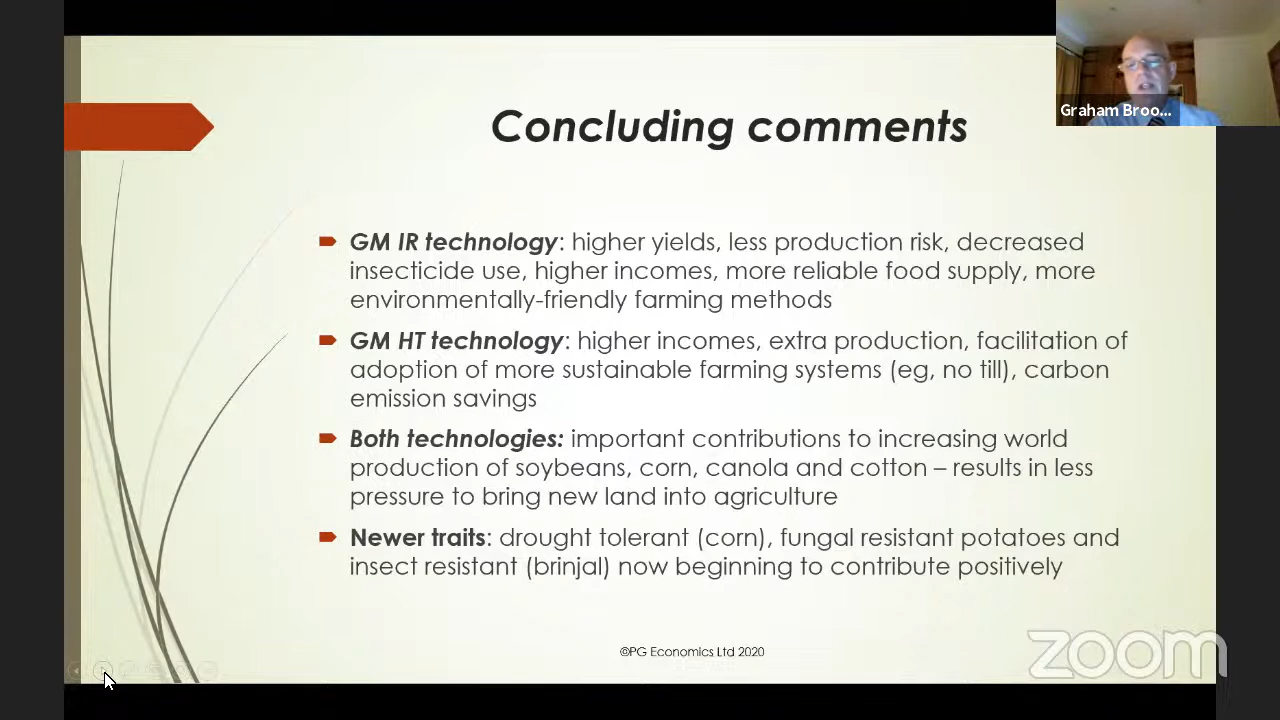 Graham Broo...
Concluding comments
GM IR technology: higher yields, less production risk, decreased
insecticide use, higher incomes, more reliable food supply, more
environmentally-friendly farming methods
GM HT technology: higher incomes, extra production, facilitation of
adoption of more sustainable farming systems (eg, no till), carbon
emission savings
Both technologies: important contributions to increasing world
production of soybeans, corn, canola and cotton – results in less
pressure to bring new land into agriculture
Newer traits: drought tolerant (corn), fungal resistant potatoes and
insect resistant (brinjal) now beginning to contribute positively
©PG Economics Ltd 2020
zoom